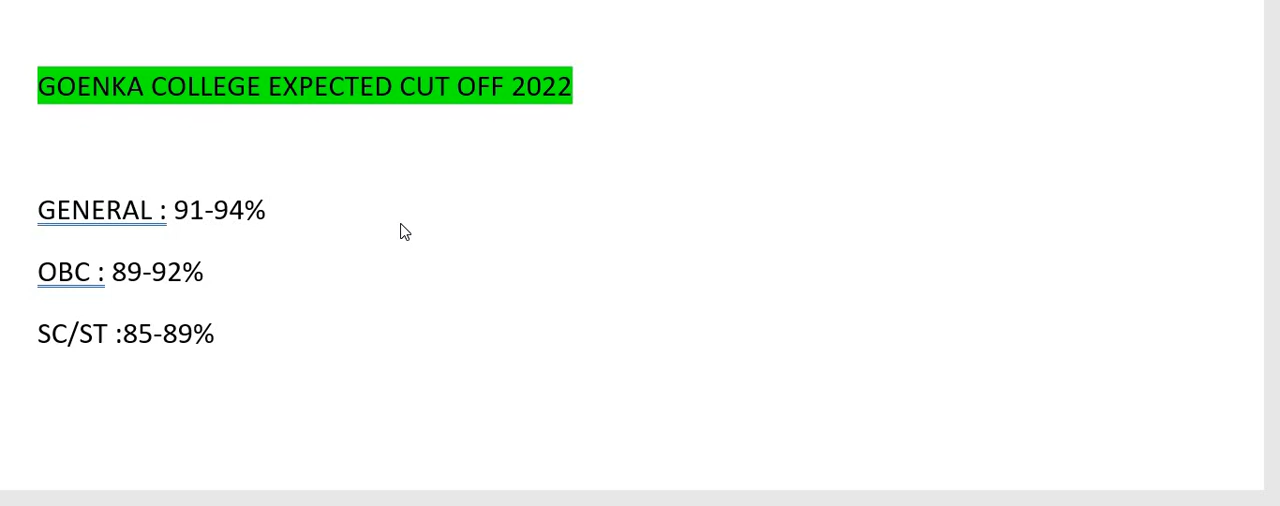 GOENKA COLLEGE EXPECTED CUT OFF 2022
GENERAL : 91-94%
OBC : 89-92%
SC/ST :85-89%